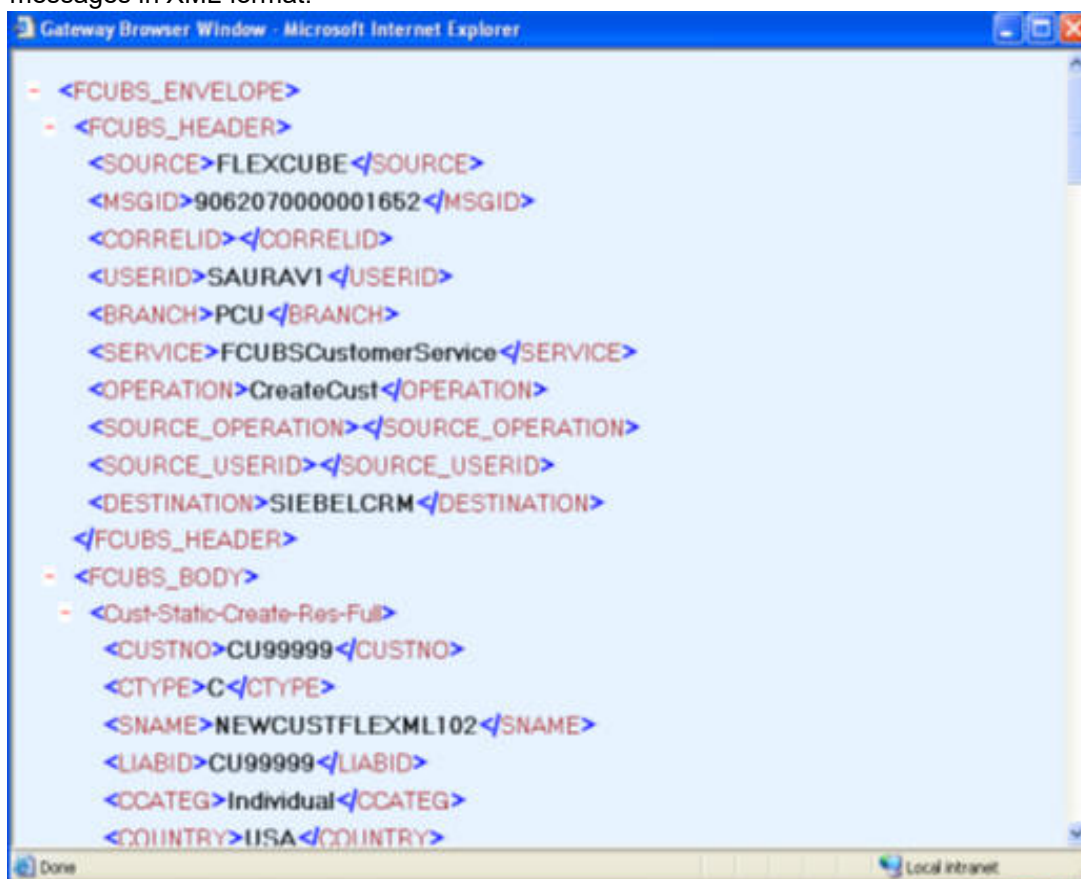 messages in XML format.
Gateway Browser Window - Microsoft Internet Explorer
- <FCUBS_ENVELOPE>
- <FCUBS_HEADER>
<SOURCE>FLEXCUBE</SOURCE>
<MSGID>9062070000001652</MSGID>
<CORRELID></CORRELID>
<USERID>SAURAV1</USERID>
<BRANCH>PCU</BRANCH>
<SERVICE>FCUBSCustomerService</SERVICE>
<OPERATION>CreateCust</OPERATION>
<SOURCE_OPERATION></SOURCE_OPERATION>
<SOURCE_USERID></SOURCE_USERID>
<DESTINATION>SIEBELCRM</DESTINATION>
</FCUBS_HEADER>
- <FCUBS_BODY>
- <Cust-Static-Create-Res-Full>
<CUSTNO>CU99999</CUSTNO>
<CTYPE>C</CTYPE>
<SNAME>NEWCUSTFLEXML102</SNAME>
<LIABID>CU99999</LIABID>
<CCATEG>Individual</CCATEG>
<COUNTRY>USA</COUNTRY>
Done
Local intranet